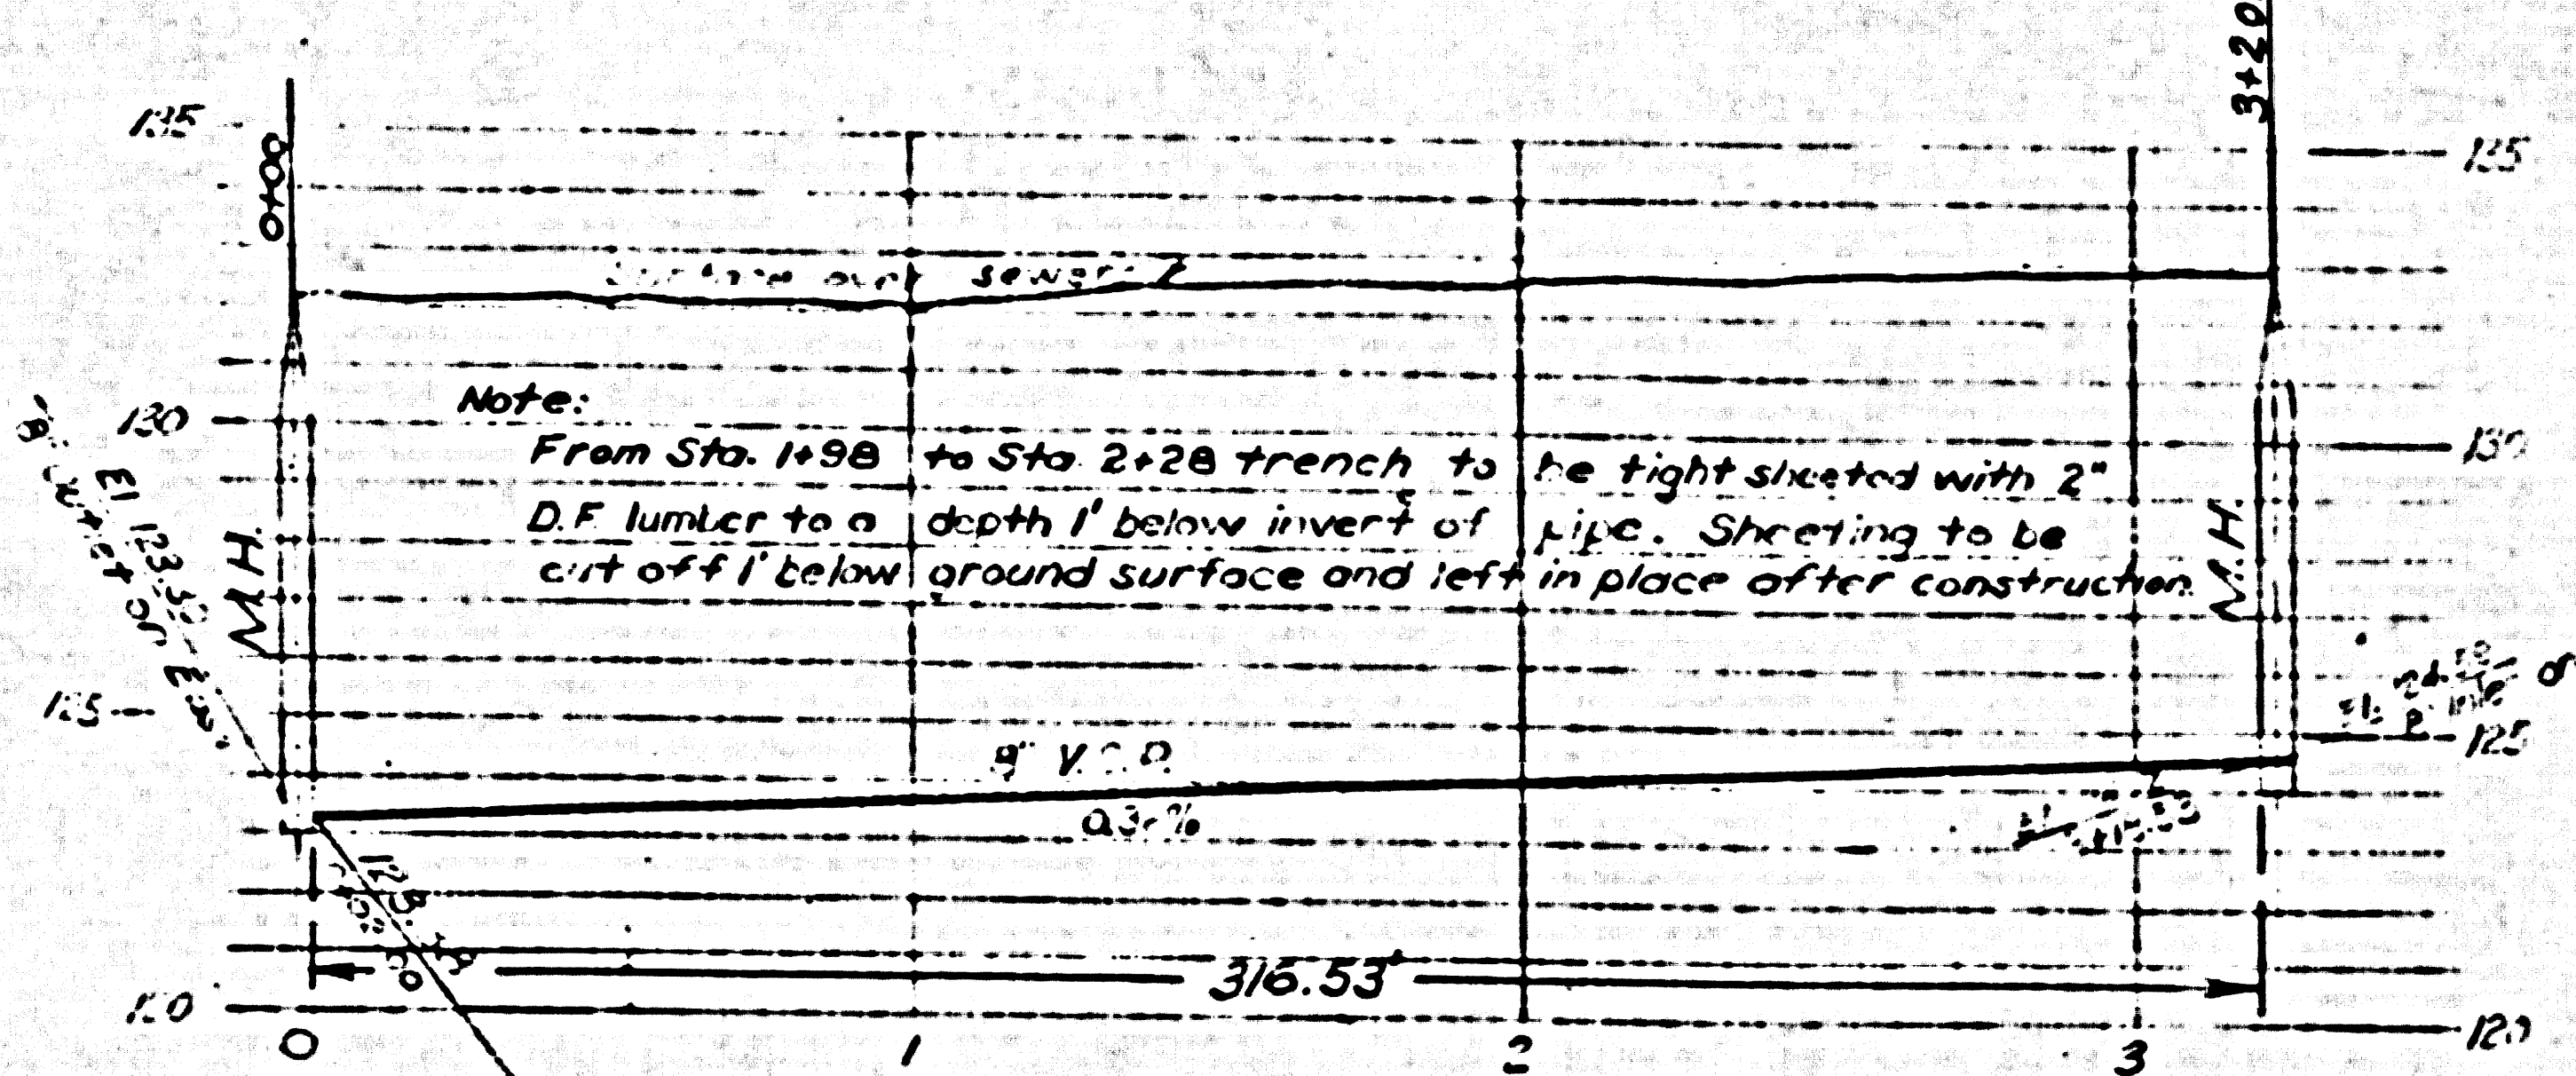 3+20
0+00
135
135
Surface over sewer
Note:
130
130
From Sta. 1+98 to Sta. 2+28 trench to be tight sheeted with 2"
D.F. lumber to a depth 1' below invert of pipe. Sheeting to be
cut off 1' below ground surface and left in place after construction.
M.H.
M.H.
El. 123.50
125
125
8" V.C.P.
316.53'
120
120
0
1
2
3